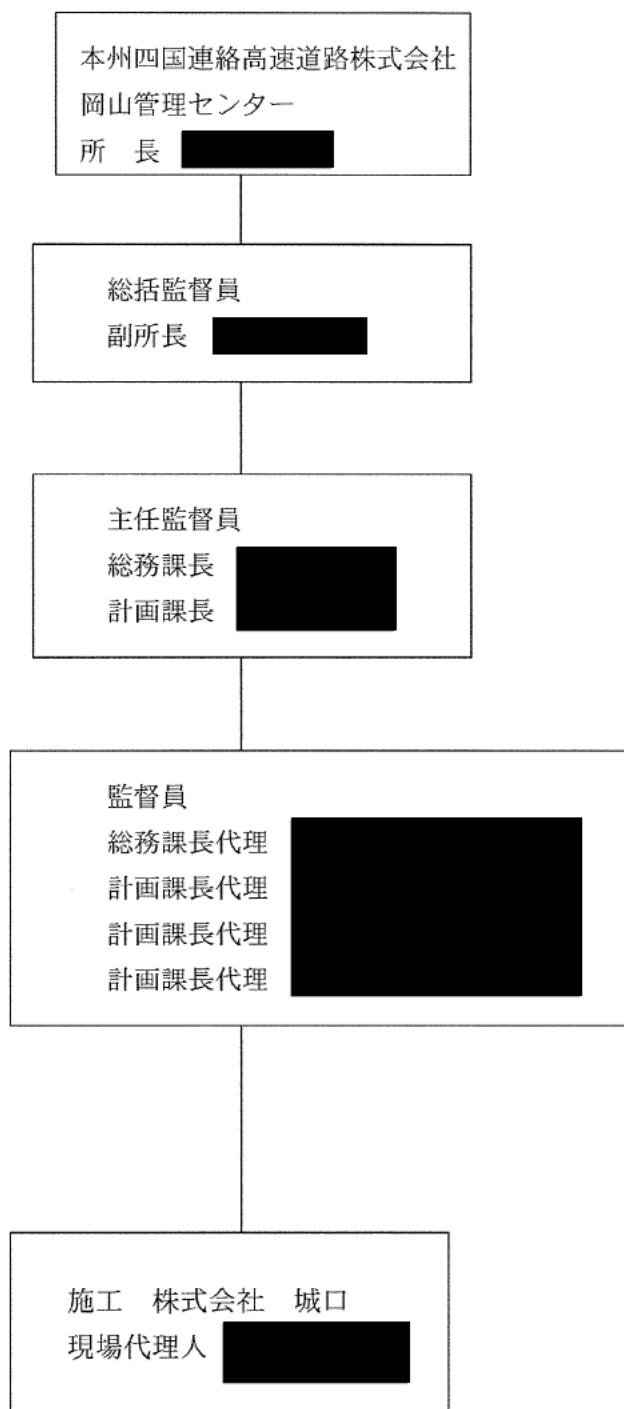 本州四国連絡高速道路株式会社
岡山管理センター
所　長
総括監督員
副所長
主任監督員
総務課長
計画課長
監督員
総務課長代理
計画課長代理
計画課長代理
計画課長代理
施工　株式会社　城口
現場代理人